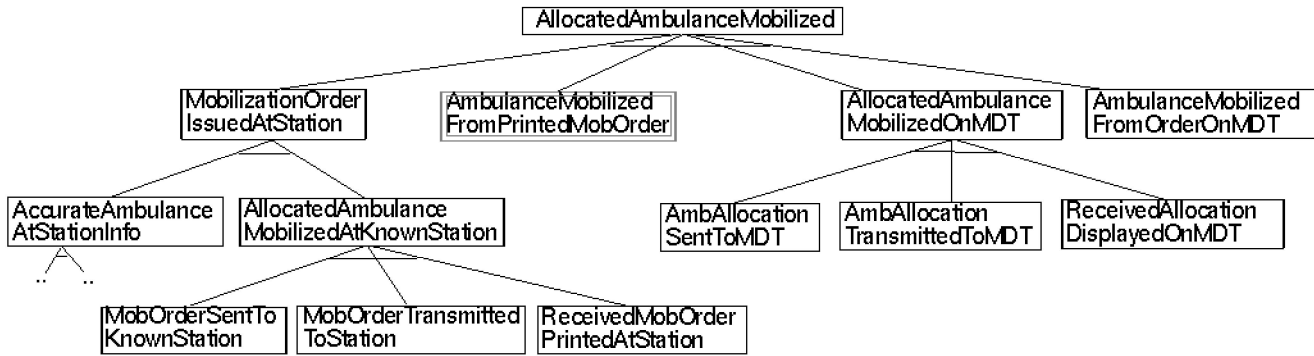 AllocatedAmbulanceMobilized
MobilizationOrder
IssuedAtStation
AmbulanceMobilized
FromPrintedMobOrder
AllocatedAmbulance
MobilizedOnMDT
AmbulanceMobilized
FromOrderOnMDT
AccurateAmbulance
AtStationInfo
AllocatedAmbulance
MobilizedAtKnownStation
AmbAllocation
SentToMDT
AmbAllocation
TransmittedToMDT
ReceivedAllocation
DisplayedOnMDT
..
..
MobOrderSentTo
KnownStation
MobOrderTransmitted
ToStation
ReceivedMobOrder
PrintedAtStation